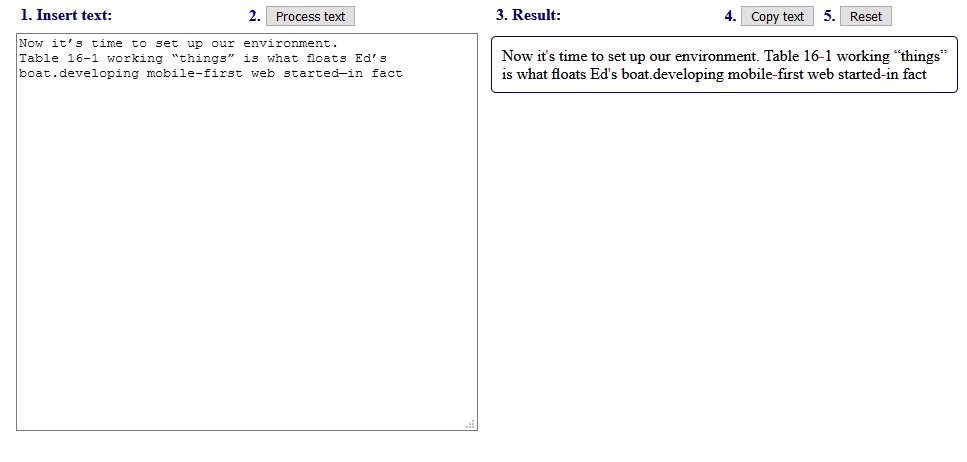 1. Insert text:
2. Process text
3. Result:
4. Copy text 5. Reset
Now it’s time to set up our environment.
Table 16-1 working “things” is what floats Ed’s
boat.developing mobile-first web started—in fact
Now it's time to set up our environment. Table 16-1 working “things”
is what floats Ed's boat.developing mobile-first web started-in fact